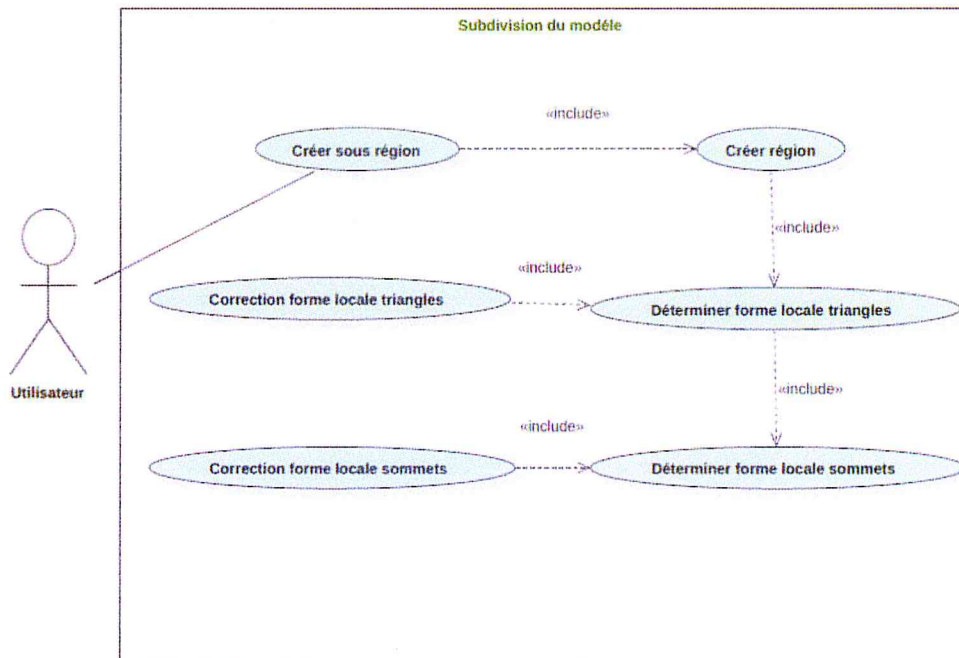 Subdivision du modéle
«include»
Créer sous région
Créer région
«include»
«include»
Correction forme locale triangles
Déterminer forme locale triangles
Utilisateur
«include»
«include»
Correction forme locale sommets
Déterminer forme locale sommets